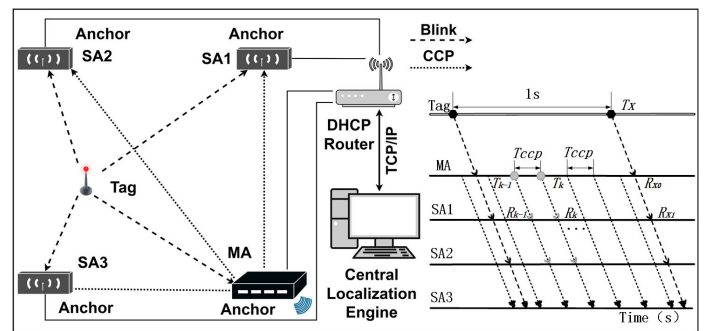 Anchor
SA2
Anchor
SA1
Blink
CCP
DHCP
Router
TCP/IP
Tag
SA3
Anchor
MA
Anchor
Central
Localization
Engine
1s
Tag
Tx
MA
Tccp
Tccp
Tk-1
Tk
Rx0
SA1
Rk-1
Rk
...
Rx1
SA2
SA3
Time (s)